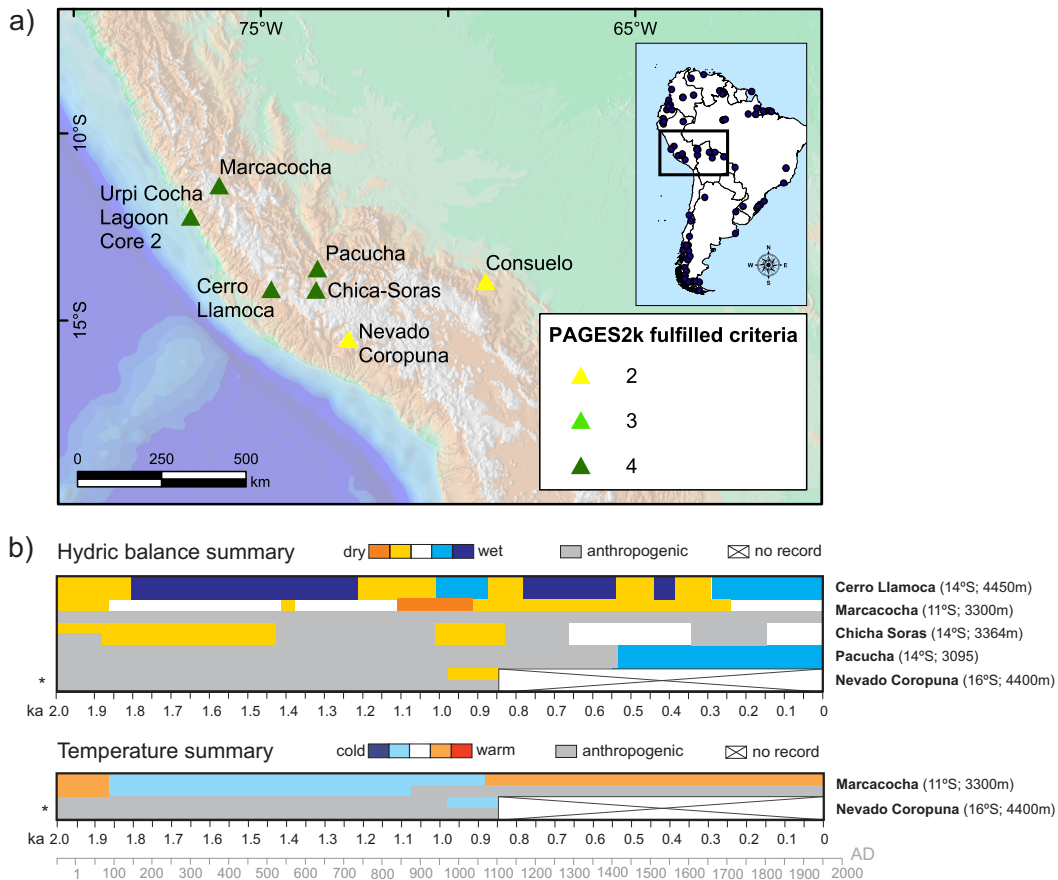 a)
75°W
65°W
10°S
15°S
Marcacocha
Urpi Cocha
Lagoon
Core 2
Pacucha
Consuelo
Cerro
Llamoca
Chica-Soras
Nevado
Coropuna
N
W E
S
PAGES2k fulfilled criteria
2
3
4
0 250 500
km
b)
Hydric balance summary
dry wet anthropogenic no record
Cerro Llamoca (14ºS; 4450m)
Marcacocha (11ºS; 3300m)
Chicha Soras (14ºS; 3364m)
Pacucha (14ºS; 3095)
* Nevado Coropuna (16ºS; 4400m)
ka 2.0 1.9 1.8 1.7 1.6 1.5 1.4 1.3 1.2 1.1 1.0 0.9 0.8 0.7 0.6 0.5 0.4 0.3 0.2 0.1 0
Temperature summary
cold warm anthropogenic no record
Marcacocha (11ºS; 3300m)
* Nevado Coropuna (16ºS; 4400m)
ka 2.0 1.9 1.8 1.7 1.6 1.5 1.4 1.3 1.2 1.1 1.0 0.9 0.8 0.7 0.6 0.5 0.4 0.3 0.2 0.1 0
AD
1 100 200 300 400 500 600 700 800 900 1000 1100 1200 1300 1400 1500 1600 1700 1800 1900 2000